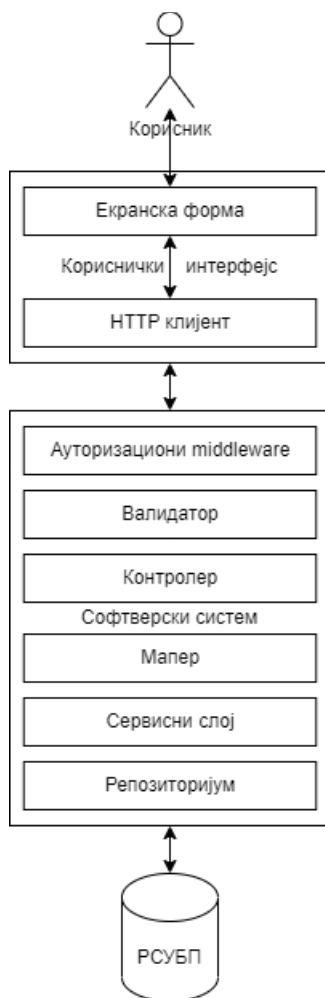 Корисник
Екранска форма
Кориснички интерфејс
HTTP клијент
Ауторизациони middleware
Валидатор
Контролер
Софтверски систем
Мапер
Сервисни слој
Репозиторијум
РСУБП